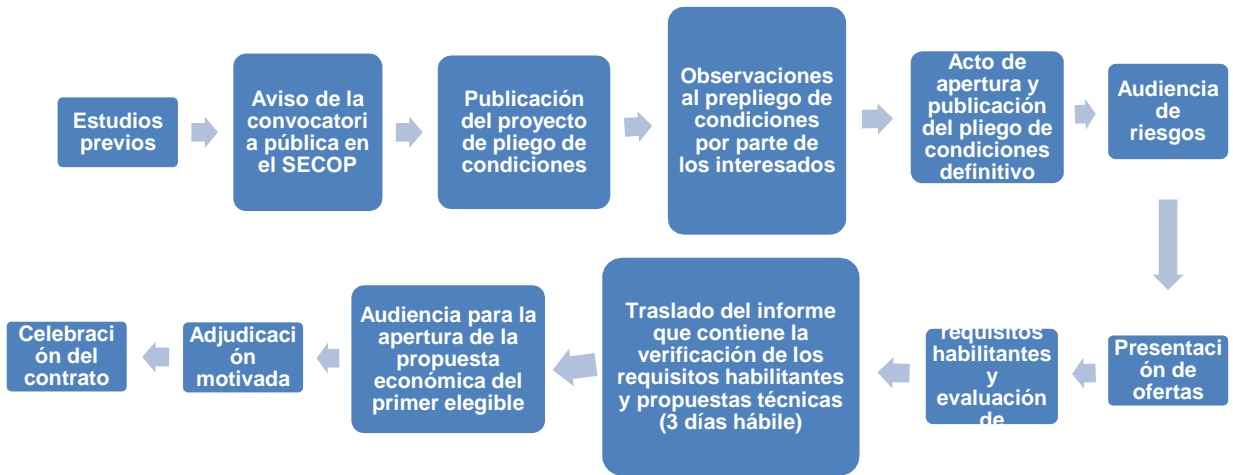 Estudios
previos
Aviso de la
convocatori
a pública en
el SECOP
Publicación
del proyecto
de pliego de
condiciones
Observaciones
al prepliego de
condiciones
por parte de
los interesados
Acto de
apertura y
publicación
del pliego de
condiciones
definitivo
Audiencia
de
riesgos
Presentaci
ón de
ofertas
requisitos
habilitantes
y
evaluación
de
Traslado del informe
que contiene la
verificación de los
requisitos habilitantes
y propuestas técnicas
(3 días hábile)
Audiencia para la
apertura de la
propuesta
económica del
primer elegible
Adjudicaci
ón
motivada
Celebraci
ón del
contrato